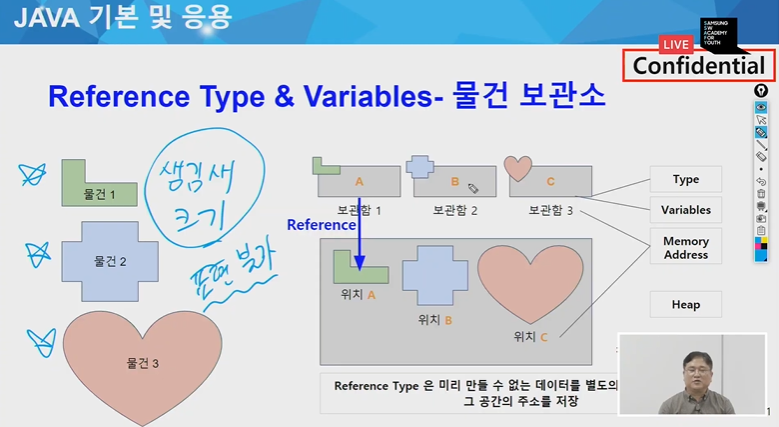 JAVA 기본 및 응용
SAMSUNG
SW ACADEMY
FOR
YOUTH
LIVE
Confidential
Reference Type & Variables- 물건 보관소
물건 1
물건 2
물건 3
생김새
크기
표현 불가
A
B
C
보관함 1
보관함 2
보관함 3
Reference
위치 A
위치 B
위치 C
Type
Variables
Memory
Address
Heap
Reference Type 은 미리 만들 수 없는 데이터를 별도의
그 공간의 주소를 저장
1